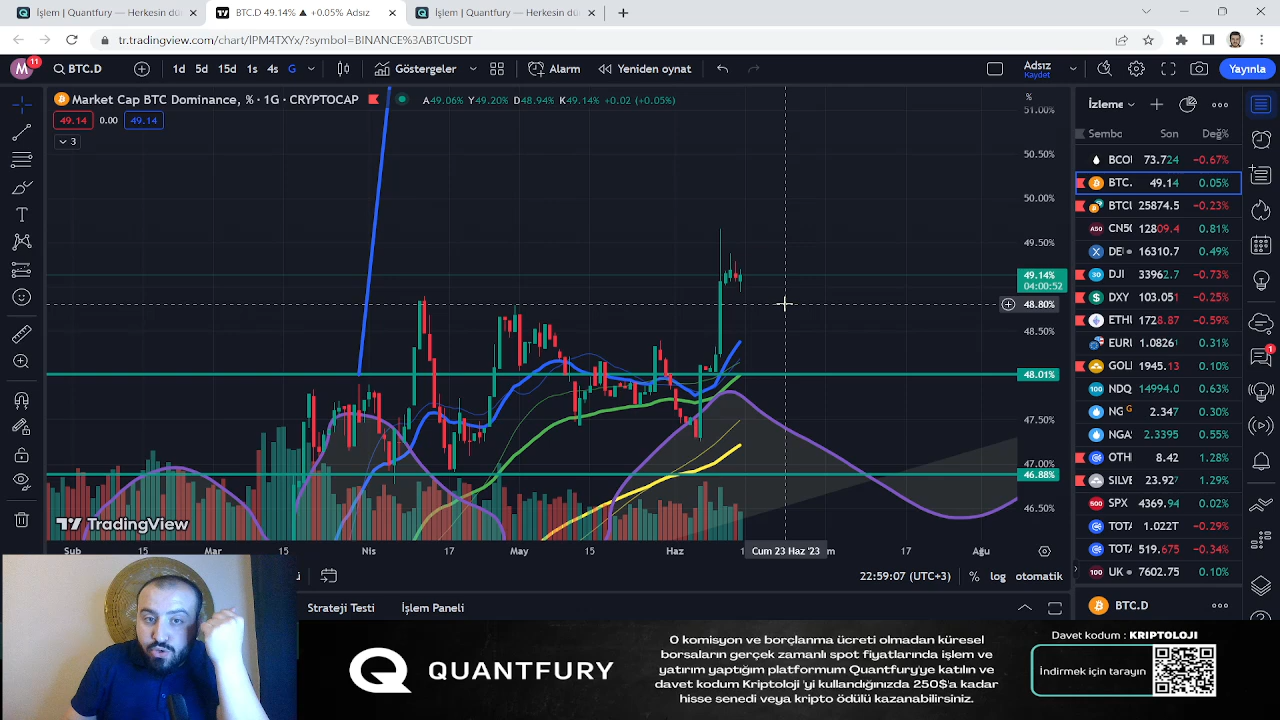 İşlem | Quantfury — Herkesin dü
BTC.D 49.14% ▲ +0.05% Adsız
İşlem | Quantfury — Herkesin dü
tr.tradingview.com/chart/lPM4TXYx/?symbol=BINANCE%3ABTCUSDT
M 11
BTC.D
1d 5d 15d 1s 4s G
Göstergeler
Alarm
Yeniden oynat
Adsız
Kaydet
Yayınla
Market Cap BTC Dominance, % · 1G · CRYPTOCAP
A49.06% Y49.20% D48.94% K49.14% +0.02 (+0.05%)
49.14 0.00 49.14
3
%
51.00%
50.50%
50.00%
49.50%
49.14%
04:00:52
48.80%
48.50%
48.01%
47.50%
47.00%
46.88%
46.50%
TradingView
Şub 15 Mar 15 Nis 17 May 15 Haz Cum 23 Haz '23 17 Ağu
22:59:07 (UTC+3) % log otomatik
Strateji Testi İşlem Paneli
İzleme
Sembo Son Değ%
BCOI 73.724 −0.67%
BTC. 49.14 0.05%
BTCU 25874.5 −0.23%
CN50 12809.4 0.81%
DE 16310.7 0.49%
DJI 33962.7 −0.73%
DXY 103.051 −0.25%
ETHU 1728.87 −0.59%
EURU 1.0826 0.31%
GOLI 1945.13 0.10%
NDQ 14994.0 0.63%
NG 2.347 0.30%
NGA 2.3395 0.55%
OTH 8.42 1.28%
SILVE 23.927 1.29%
SPX 4369.94 0.02%
TOTA 1.022T −0.29%
TOTA 519.675 −0.34%
UK 7602.75 0.10%
BTC.D
1
QUANTFURY
0 komisyon ve borçlanma ücreti olmadan küresel
borsaların gerçek zamanlı spot fiyatlarında işlem ve
yatırım yaptığım platformum Quantfury'ye katılın ve
davet kodum Kriptoloji 'yi kullandığınızda 250$'a kadar
hisse senedi veya kripto ödülü kazanabilirsiniz.
Davet kodum : KRIPTOLOJI
İndirmek için tarayın